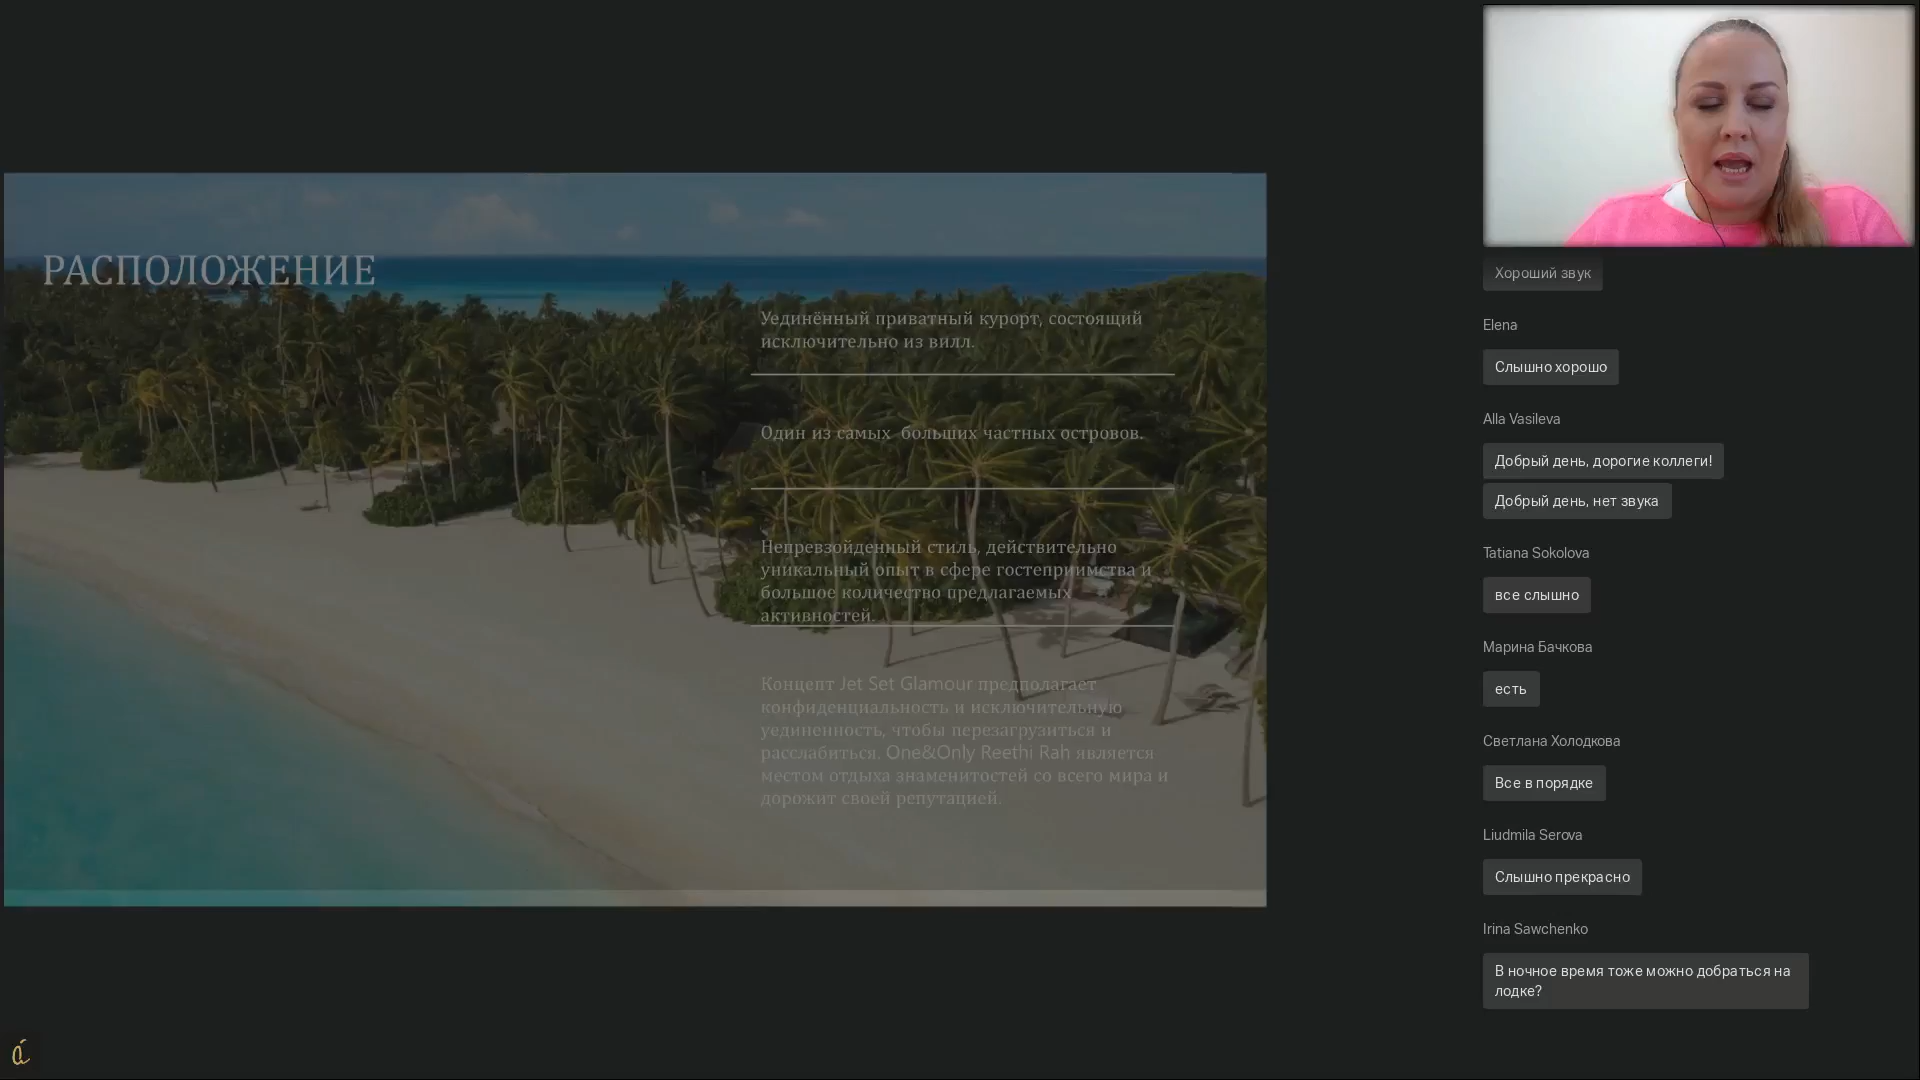 РАСПОЛОЖЕНИЕ
Уединённый приватный курорт, состоящий
исключительно из вилл.
Один из самых  больших частных островов.
Непревзойденный стиль, действительно
уникальный опыт в сфере гостеприимства и
большое количество предлагаемых
активностей.
Концепт Jet Set Glamour предполагает
конфиденциальность и исключительную
уединенность, чтобы перезагрузиться и
расслабиться. One&Only Reethi Rah является
местом отдыха знаменитостей со всего мира и
дорожит своей репутацией.
Хороший звук
Elena
Слышно хорошо
Alla Vasileva
Добрый день, дорогие коллеги!
Добрый день, нет звука
Tatiana Sokolova
все слышно
Марина Бачкова
есть
Светлана Холодкова
Все в порядке
Liudmila Serova
Слышно прекрасно
Irina Sawchenko
В ночное время тоже можно добраться на
лодке?
á